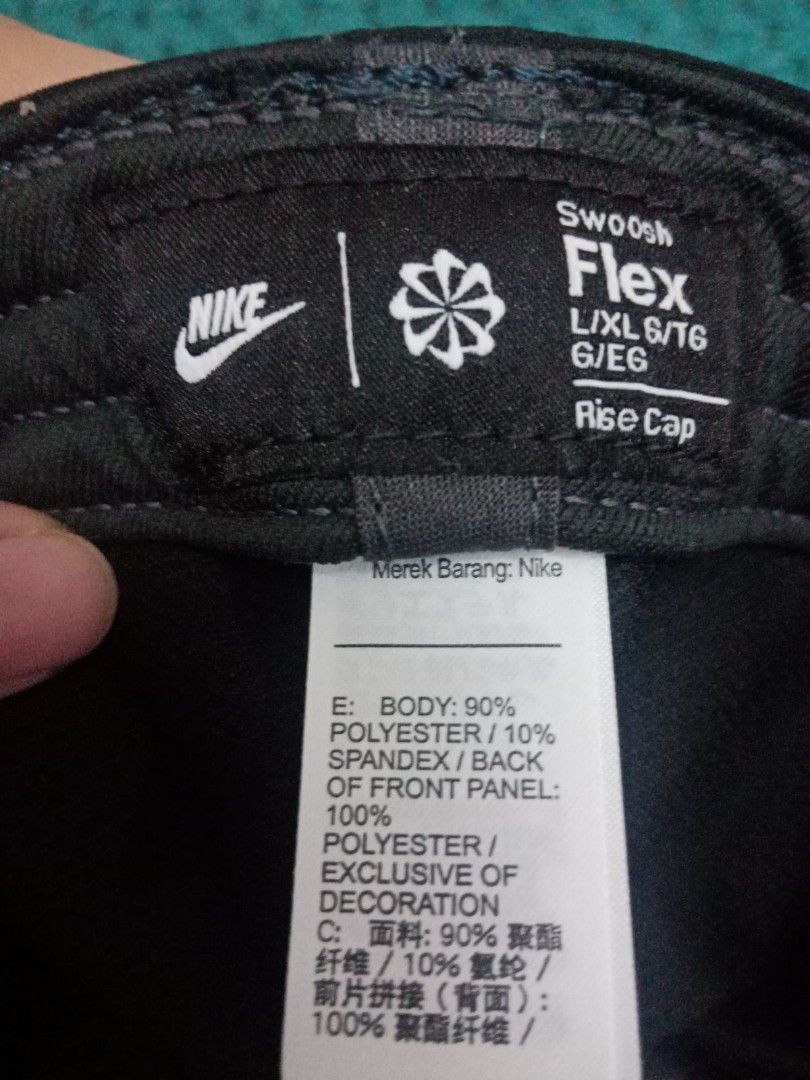 NIKE
Swoosh
Flex
L/XL G/TG
G/EG
Rise Cap
Merek Barang: Nike
E: BODY: 90%
POLYESTER / 10%
SPANDEX / BACK
OF FRONT PANEL:
100%
POLYESTER /
EXCLUSIVE OF
DECORATION
C: 面料: 90% 聚酯
纤维 / 10% 氨纶 /
前片拼接（背面）:
100% 聚酯纤维 /